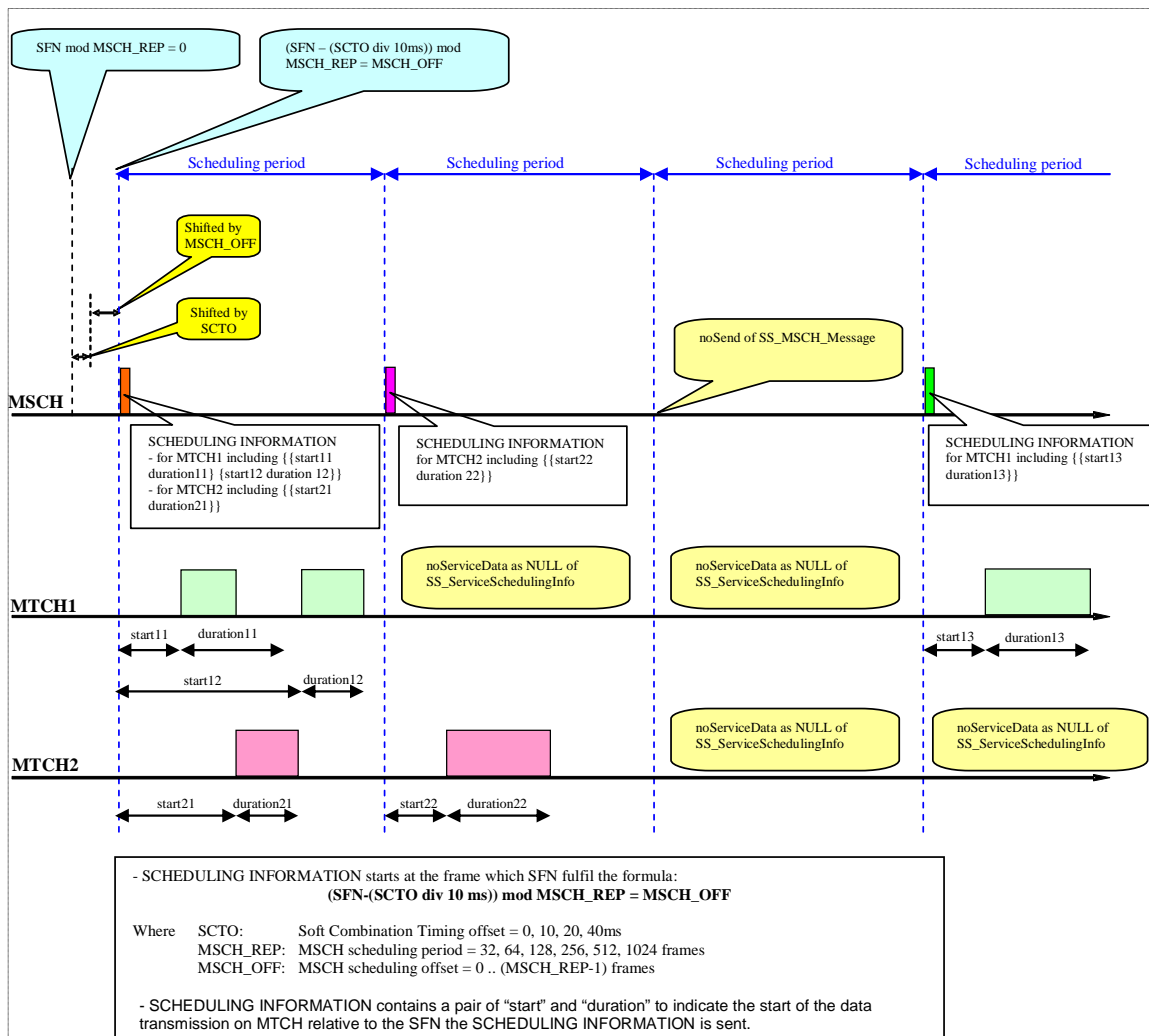 SFN mod MSCH_REP = 0
(SFN – (SCTO div 10ms)) mod
MSCH_REP = MSCH_OFF
Scheduling period
Scheduling period
Scheduling period
Scheduling period
Shifted by
MSCH_OFF
Shifted by
SCTO
noSend of SS_MSCH_Message
MSCH
SCHEDULING INFORMATION
- for MTCH1 including {{start11
duration11} {start12 duration 12}}
- for MTCH2 including {{start21
duration21}}
SCHEDULING INFORMATION
for MTCH2 including {{start22
duration 22}}
SCHEDULING INFORMATION
for MTCH1 including {{start13
duration13}}
noServiceData as NULL of
SS_ServiceSchedulingInfo
noServiceData as NULL of
SS_ServiceSchedulingInfo
MTCH1
start11
duration11
start13
duration13
start12
duration12
noServiceData as NULL of
SS_ServiceSchedulingInfo
noServiceData as NULL of
SS_ServiceSchedulingInfo
MTCH2
start21
duration21
start22
duration22
- SCHEDULING INFORMATION starts at the frame which SFN fulfil the formula:
(SFN-(SCTO div 10 ms)) mod MSCH_REP = MSCH_OFF
Where SCTO: Soft Combination Timing offset = 0, 10, 20, 40ms
MSCH_REP: MSCH scheduling period = 32, 64, 128, 256, 512, 1024 frames
MSCH_OFF: MSCH scheduling offset = 0 .. (MSCH_REP-1) frames
- SCHEDULING INFORMATION contains a pair of “start” and “duration” to indicate the start of the data
transmission on MTCH relative to the SFN the SCHEDULING INFORMATION is sent.